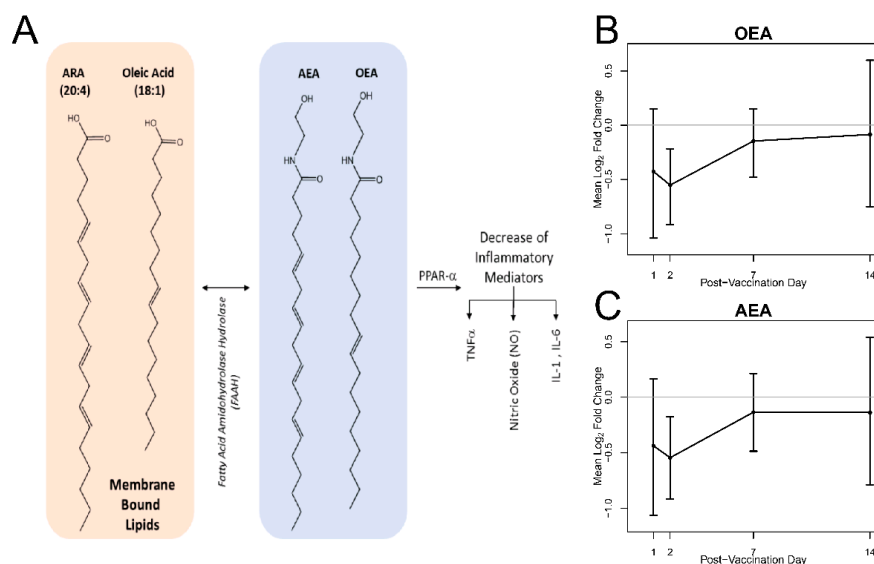 A
ARA
(20:4)
Oleic Acid
(18:1)
HO
O
HO
O
Membrane
Bound
Lipids
Fatty Acid Amidohydrolase Hydrolase
(FAAH)
AEA
OEA
OH
HN
O
OH
HN
O
PPAR-α
Decrease of
Inflammatory
Mediators
TNFα
Nitric Oxide (NO)
IL-1 , IL-6
B
OEA
Mean Log2 Fold Change
0.5
0.0
−0.5
−1.0
1 2 7 14
Post-Vaccination Day
C
AEA
Mean Log2 Fold Change
0.5
0.0
−0.5
−1.0
1 2 7 14
Post-Vaccination Day